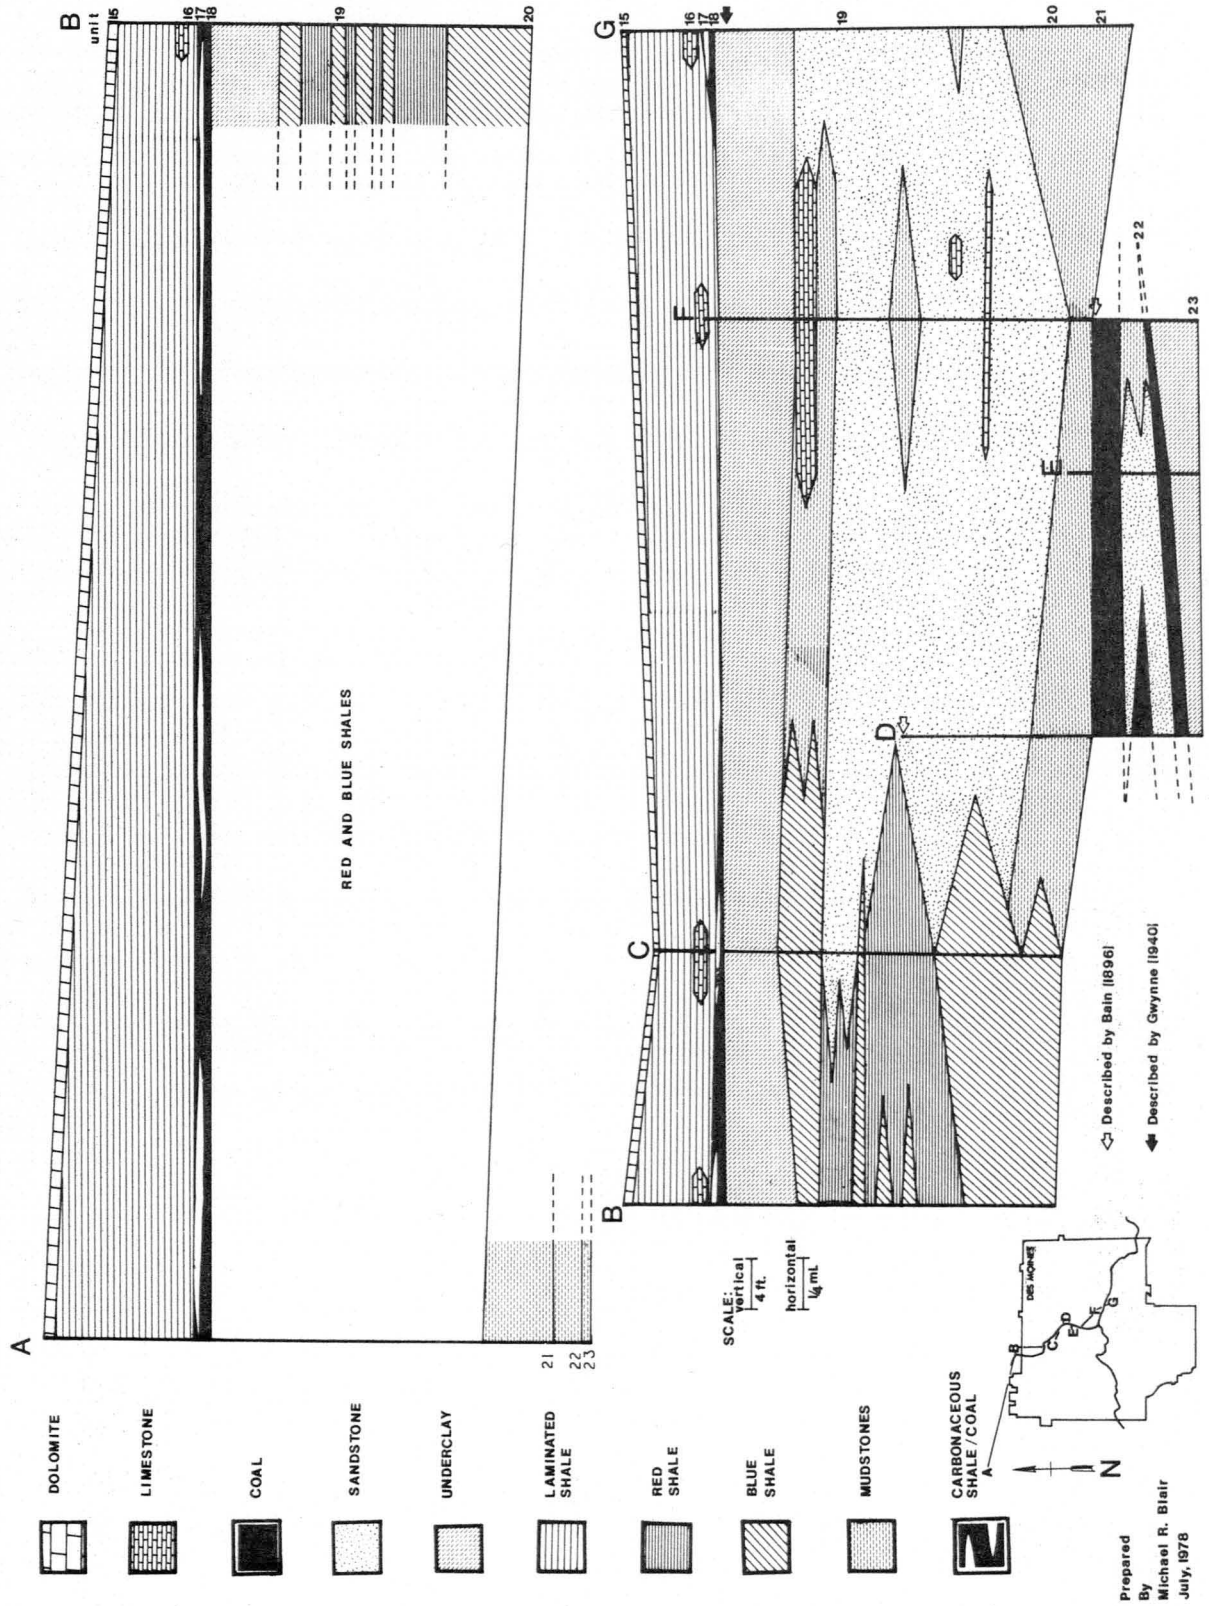 A
B
unit
15
16
17
18
19
20
21
22
23
RED AND BLUE SHALES
B
C
D
E
F
G
15
16
17
18
19
20
21
22
23
SCALE:
vertical
4 ft.
horizontal
1/4 mi.
Described by Bain (1896)
Described by Gwynne (1940)
DOLOMITE
LIMESTONE
COAL
SANDSTONE
UNDERCLAY
LAMINATED
SHALE
RED
SHALE
BLUE
SHALE
MUDSTONES
CARBONACEOUS
SHALE/COAL
A
B
C
D
E
F
G
DES MOINES
N
Prepared
By
Michael R. Blair
July, 1978